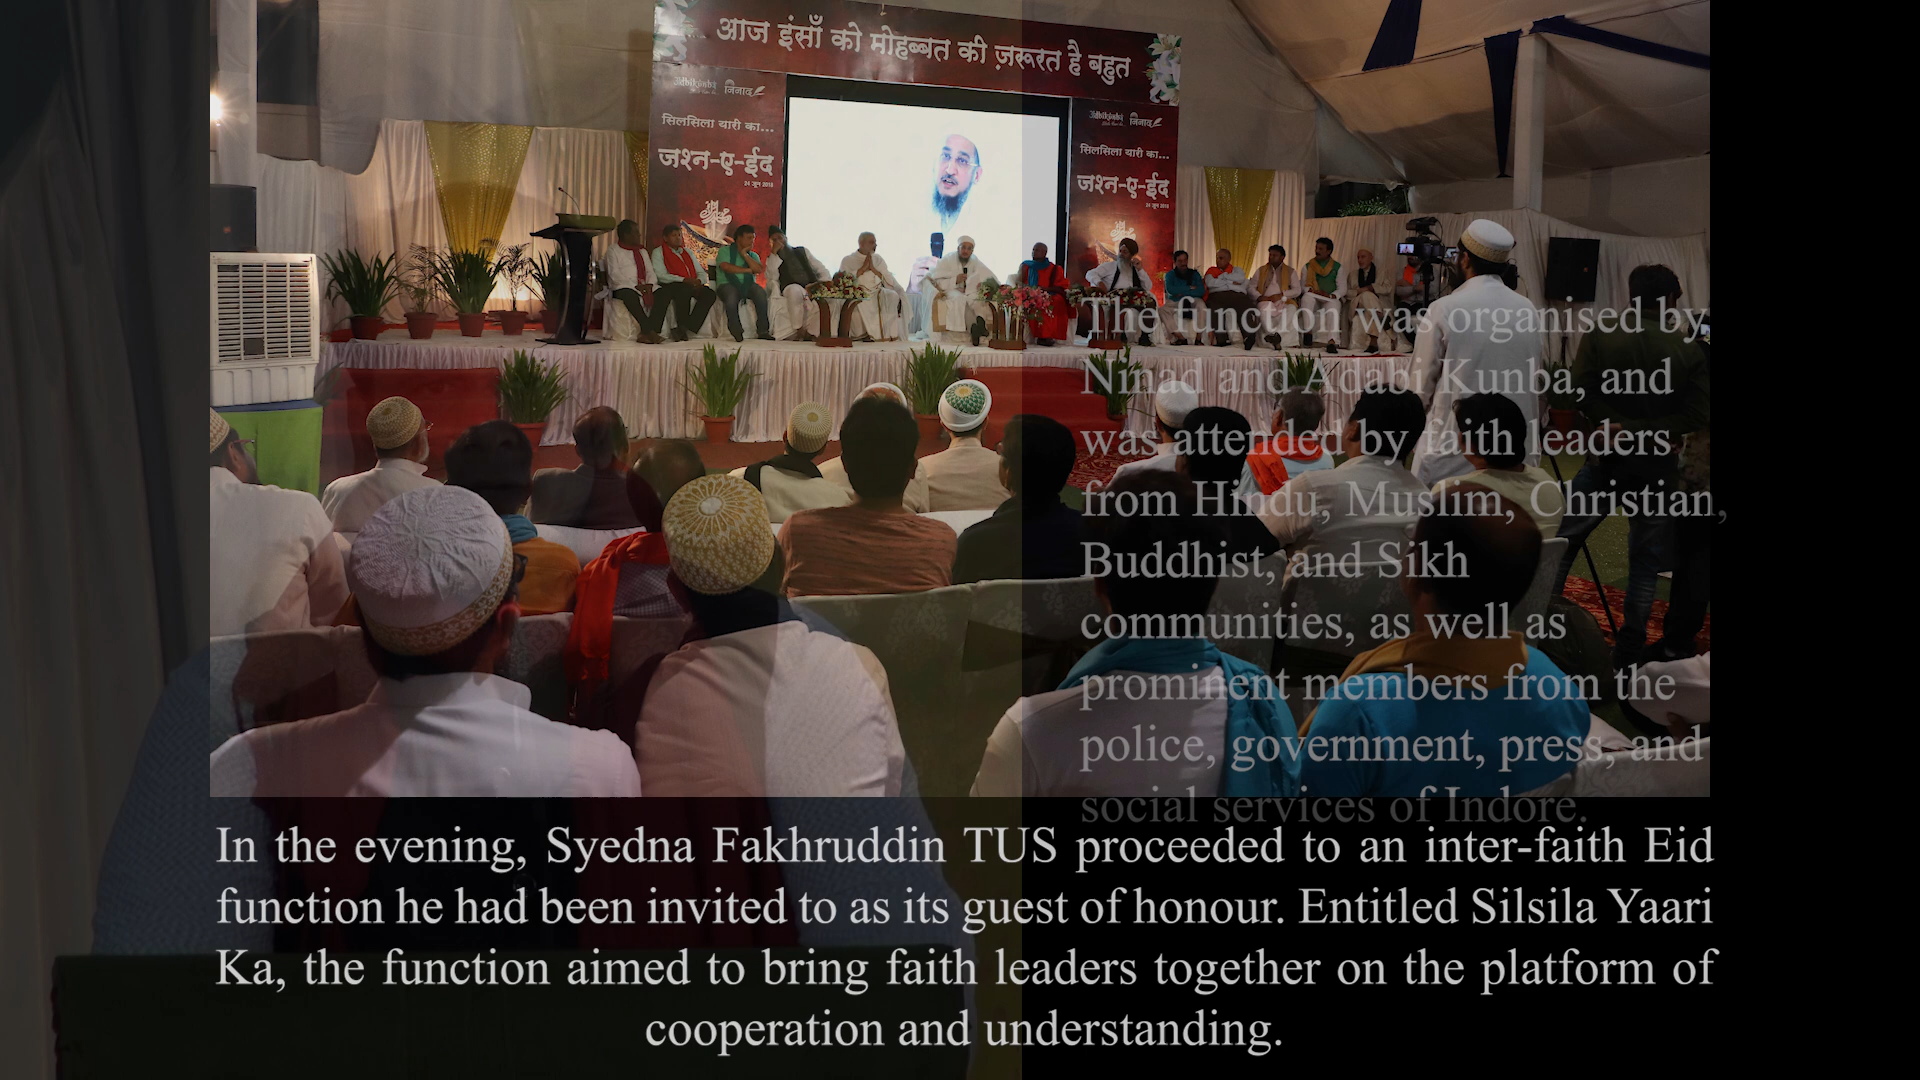 आज इंसाँ को मोहब्बत की ज़रूरत है बहुत
निनाद
सिलसिला यारी का...
जश्न-ए-ईद
24 जून 2018
निनाद
सिलसिला यारी का...
जश्न-ए-ईद
24 जून 2018
The function was organised by
Ninad and Adabi Kunba, and
was attended by faith leaders
from Hindu, Muslim, Christian,
Buddhist, and Sikh
communities, as well as
prominent members from the
police, government, press, and
social services of Indore.
In the evening, Syedna Fakhruddin TUS proceeded to an inter-faith Eid
function he had been invited to as its guest of honour. Entitled Silsila Yaari
Ka, the function aimed to bring faith leaders together on the platform of
cooperation and understanding.